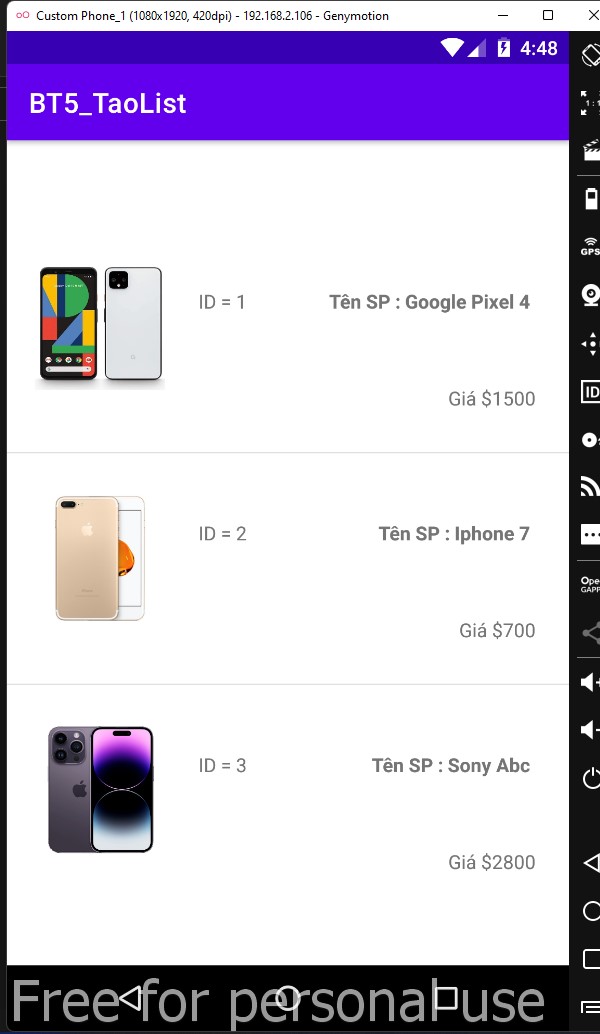 Custom Phone_1 (1080x1920, 420dpi) - 192.168.2.106 - Genymotion
4:48
BT5_TaoList
ID = 1
Tên SP : Google Pixel 4
Giá $1500
ID = 2
Tên SP : Iphone 7
Giá $700
ID = 3
Tên SP : Sony Abc
Giá $2800
GPS
ID
Free for personal use